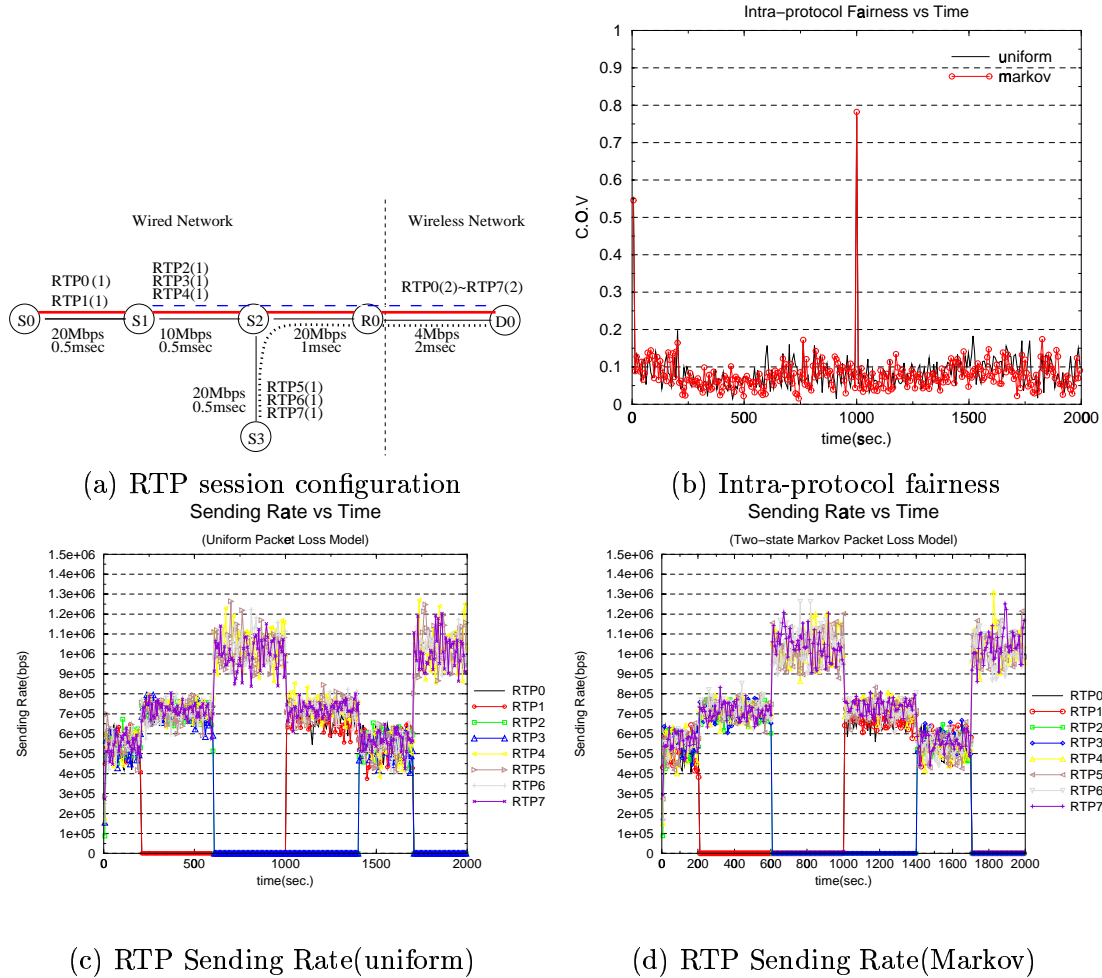 Wired Network
Wireless Network
RTP0 (1)
RTP1(1)
RTP2(1)
RTP3(1)
RTP4(1)
RTP0(2)~RTP7(2)
S0
S1
S2
R0
D0
20Mbps
0.5msec
10Mbps
0.5msec
20Mbps
1msec
4Mbps
2msec
20Mbps
0.5msec
RTP5(1)
RTP6(1)
RTP7(1)
S3
(a) RTP session configuration
Intra-protocol Fairness vs Time
1
0.9
0.8
0.7
0.6
0.5
0.4
0.3
0.2
0.1
0
C.O.V
uniform
markov
0 500 1000 1500 2000
time(sec.)
(b) Intra-protocol fairness
Sending Rate vs Time
(Uniform Packet Loss Model)
1.5e+06
1.4e+06
1.3e+06
1.2e+06
1.1e+06
1e+06
9e+05
8e+05
7e+05
6e+05
5e+05
4e+05
3e+05
2e+05
1e+05
0
Sending Rate(bps)
RTP0
RTP1
RTP2
RTP3
RTP4
RTP5
RTP6
RTP7
0 500 1000 1500 2000
time(sec.)
(c) RTP Sending Rate(uniform)
Sending Rate vs Time
(Two-state Markov Packet Loss Model)
1.5e+06
1.4e+06
1.3e+06
1.2e+06
1.1e+06
1e+06
9e+05
8e+05
7e+05
6e+05
5e+05
4e+05
3e+05
2e+05
1e+05
0
Sending Rate(bps)
RTP0
RTP1
RTP2
RTP3
RTP4
RTP5
RTP6
RTP7
0 200 400 600 800 1000 1200 1400 1600 1800 2000
time(sec.)
(d) RTP Sending Rate(Markov)